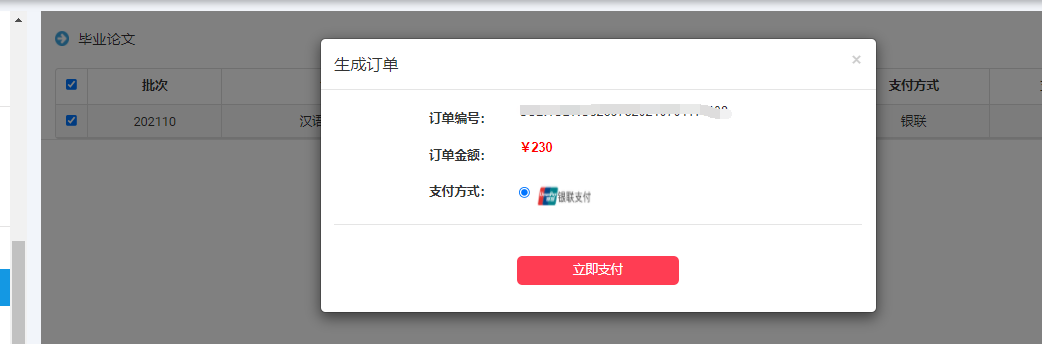 毕业论文
生成订单
×
批次
支付方式
202110
汉语
银联
订单编号：
订单金额：
￥230
支付方式：
银联支付
立即支付